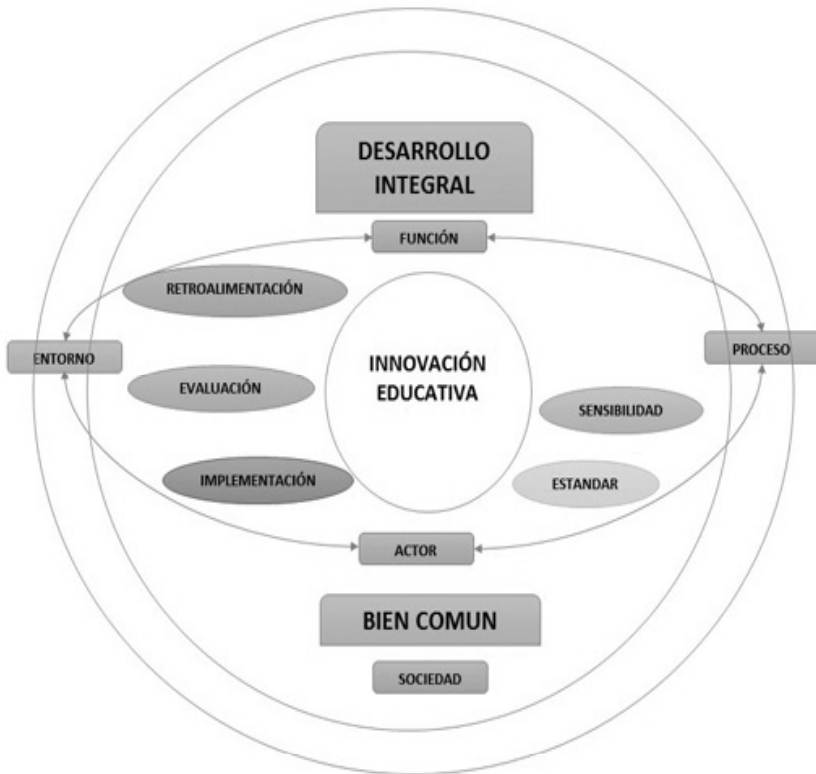 DESARROLLO
INTEGRAL
FUNCIÓN
RETROALIMENTACIÓN
ENTORNO
PROCESO
INNOVACIÓN
EDUCATIVA
EVALUACIÓN
SENSIBILIDAD
IMPLEMENTACIÓN
ESTANDAR
ACTOR
BIEN COMUN
SOCIEDAD